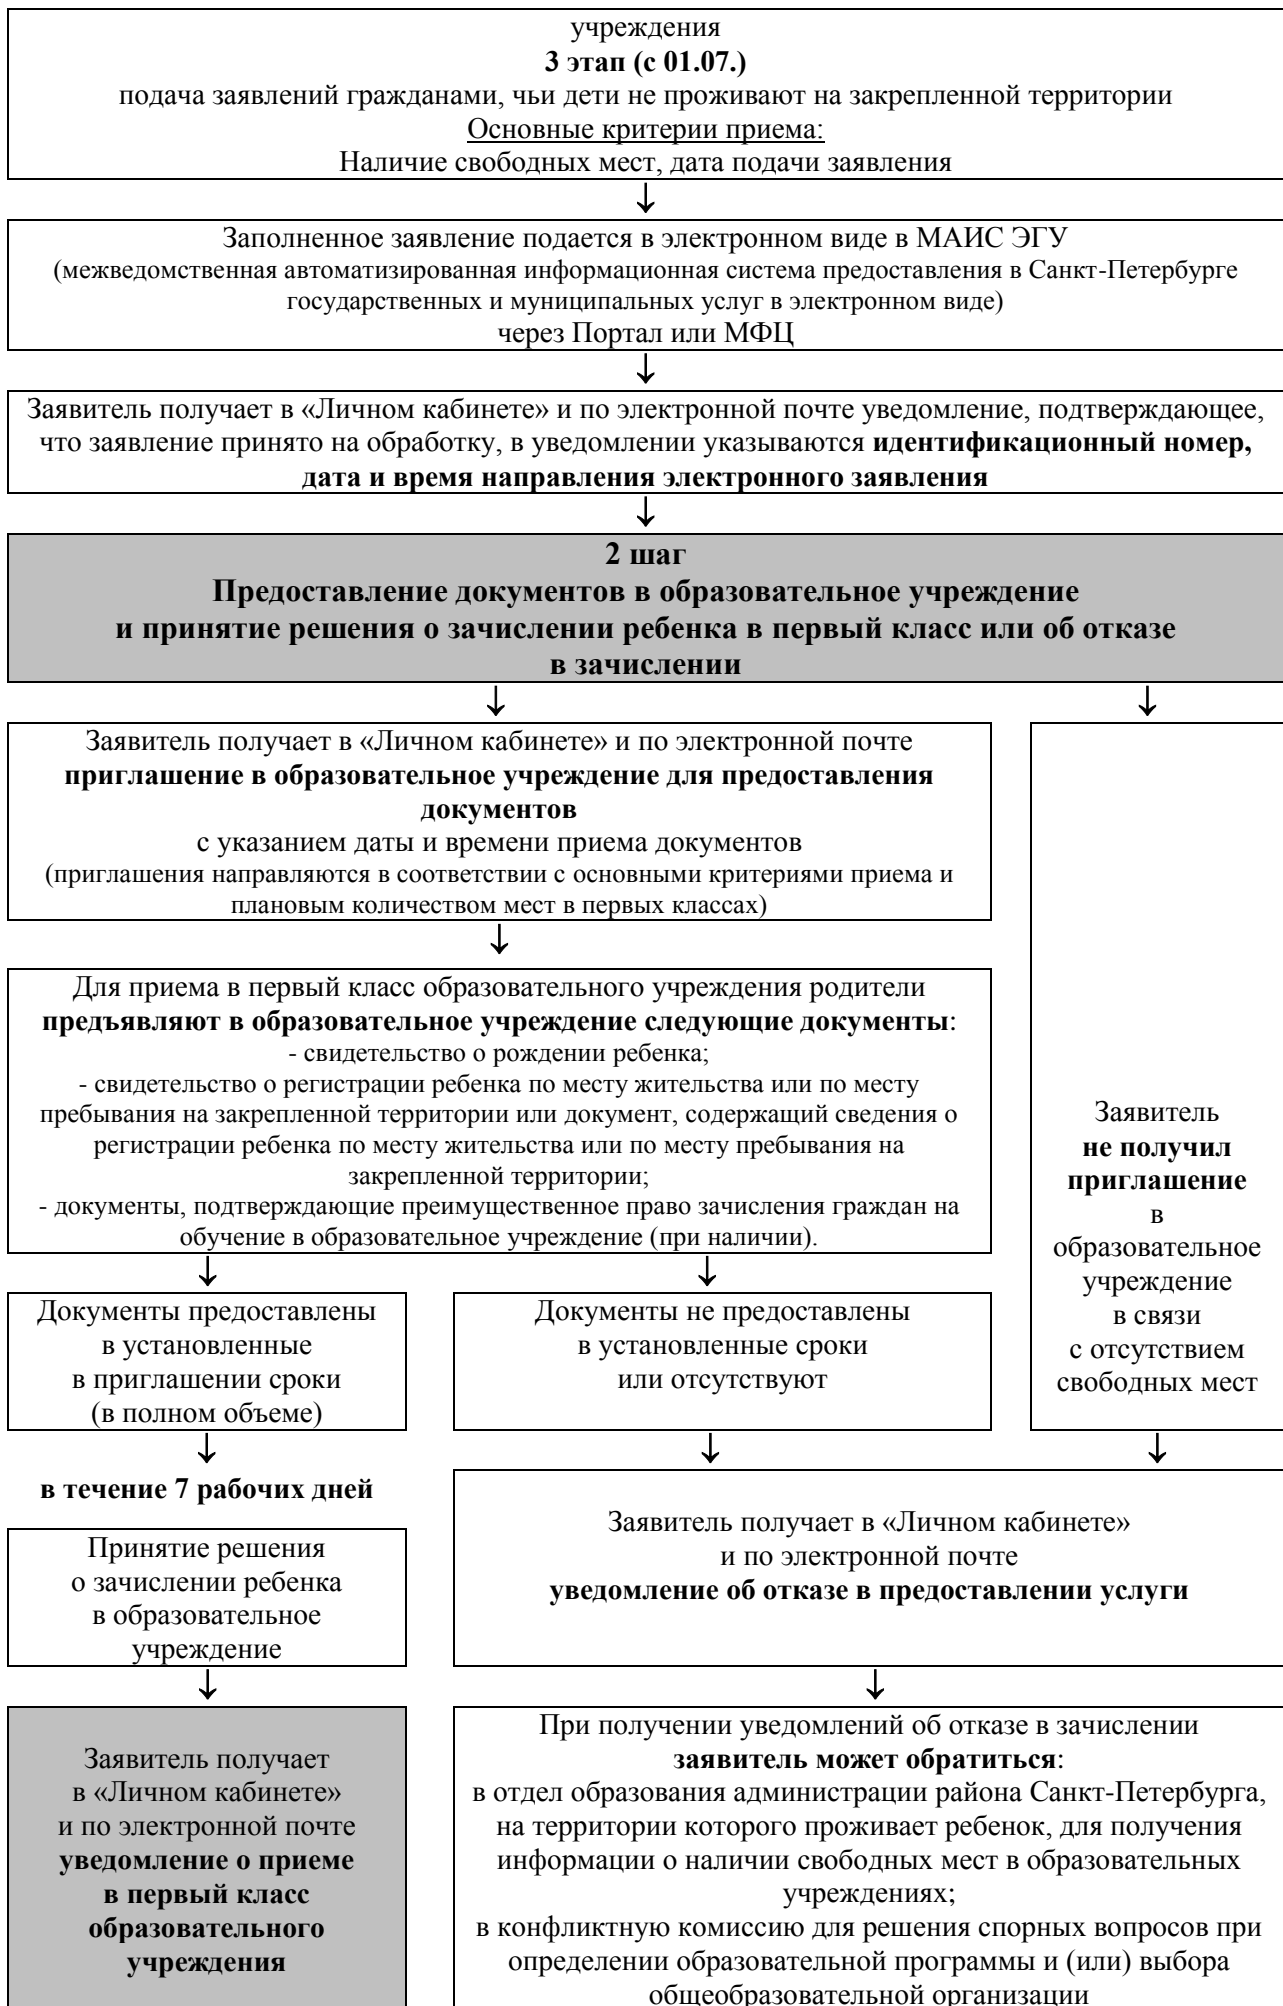 учреждения
3 этап (с 01.07.)
подача заявлений гражданами, чьи дети не проживают на закрепленной территории
Основные критерии приема:
Наличие свободных мест, дата подачи заявления
Заполненное заявление подается в электронном виде в МАИС ЭГУ
(межведомственная автоматизированная информационная система предоставления в Санкт-Петербурге
государственных и муниципальных услуг в электронном виде)
через Портал или МФЦ
Заявитель получает в «Личном кабинете» и по электронной почте уведомление, подтверждающее,
что заявление принято на обработку, в уведомлении указываются идентификационный номер,
дата и время направления электронного заявления
2 шаг
Предоставление документов в образовательное учреждение
и принятие решения о зачислении ребенка в первый класс или об отказе
в зачислении
Заявитель получает в «Личном кабинете» и по электронной почте
приглашение в образовательное учреждение для предоставления
документов
с указанием даты и времени приема документов
(приглашения направляются в соответствии с основными критериями приема и
плановым количеством мест в первых классах)
Для приема в первый класс образовательного учреждения родители
предъявляют в образовательное учреждение следующие документы:
- свидетельство о рождении ребенка;
- свидетельство о регистрации ребенка по месту жительства или по месту
пребывания на закрепленной территории или документ, содержащий сведения о
регистрации ребенка по месту жительства или по месту пребывания на
закрепленной территории;
- документы, подтверждающие преимущественное право зачисления граждан на
обучение в образовательное учреждение (при наличии).
Заявитель
не получил
приглашение
в
образовательное
учреждение
в связи
с отсутствием
свободных мест
Документы предоставлены
в установленные
в приглашении сроки
(в полном объеме)
Документы не предоставлены
в установленные сроки
или отсутствуют
в течение 7 рабочих дней
Принятие решения
о зачислении ребенка
в образовательное
учреждение
Заявитель получает в «Личном кабинете»
и по электронной почте
уведомление об отказе в предоставлении услуги
Заявитель получает
в «Личном кабинете»
и по электронной почте
уведомление о приеме
в первый класс
образовательного
учреждения
При получении уведомлений об отказе в зачислении
заявитель может обратиться:
в отдел образования администрации района Санкт-Петербурга,
на территории которого проживает ребенок, для получения
информации о наличии свободных мест в образовательных
учреждениях;
в конфликтную комиссию для решения спорных вопросов при
определении образовательной программы и (или) выбора
общеобразовательной организации